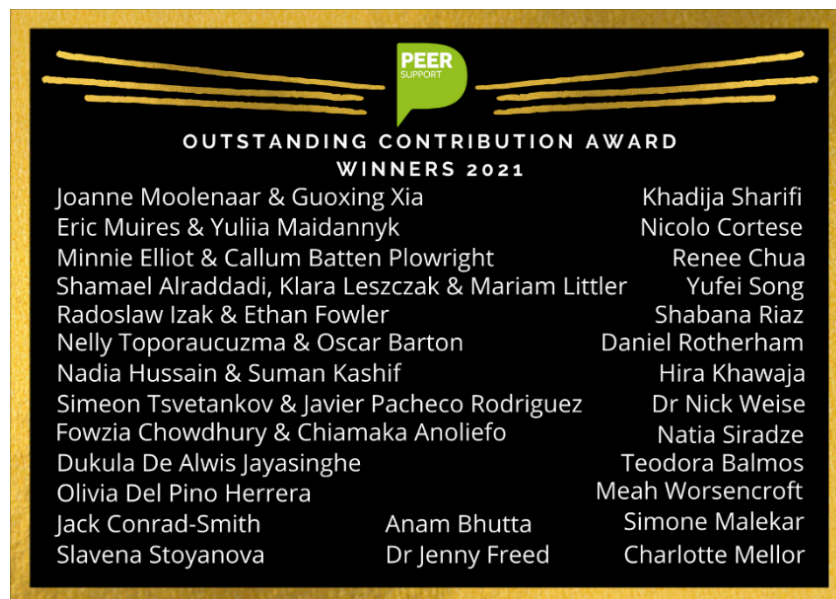 PEER
SUPPORT
OUTSTANDING CONTRIBUTION AWARD
WINNERS 2021
Joanne Moolenaar & Guoxing Xia Khadija Sharifi
Eric Muires & Yuliia Maidannyk Nicolo Cortese
Minnie Elliot & Callum Batten Plowright Renee Chua
Shamael Alraddadi, Klara Leszczak & Mariam Littler Yufei Song
Radoslaw Izak & Ethan Fowler Shabana Riaz
Nelly Toporaucuzma & Oscar Barton Daniel Rotherham
Nadia Hussain & Suman Kashif Hira Khawaja
Simeon Tsvetankov & Javier Pacheco Rodriguez Dr Nick Weise
Fowzia Chowdhury & Chiamaka Anoliefo Natia Siradze
Dukula De Alwis Jayasinghe Teodora Balmos
Olivia Del Pino Herrera Meah Worsencroft
Jack Conrad-Smith Anam Bhutta Simone Malekar
Slavena Stoyanova Dr Jenny Freed Charlotte Mellor